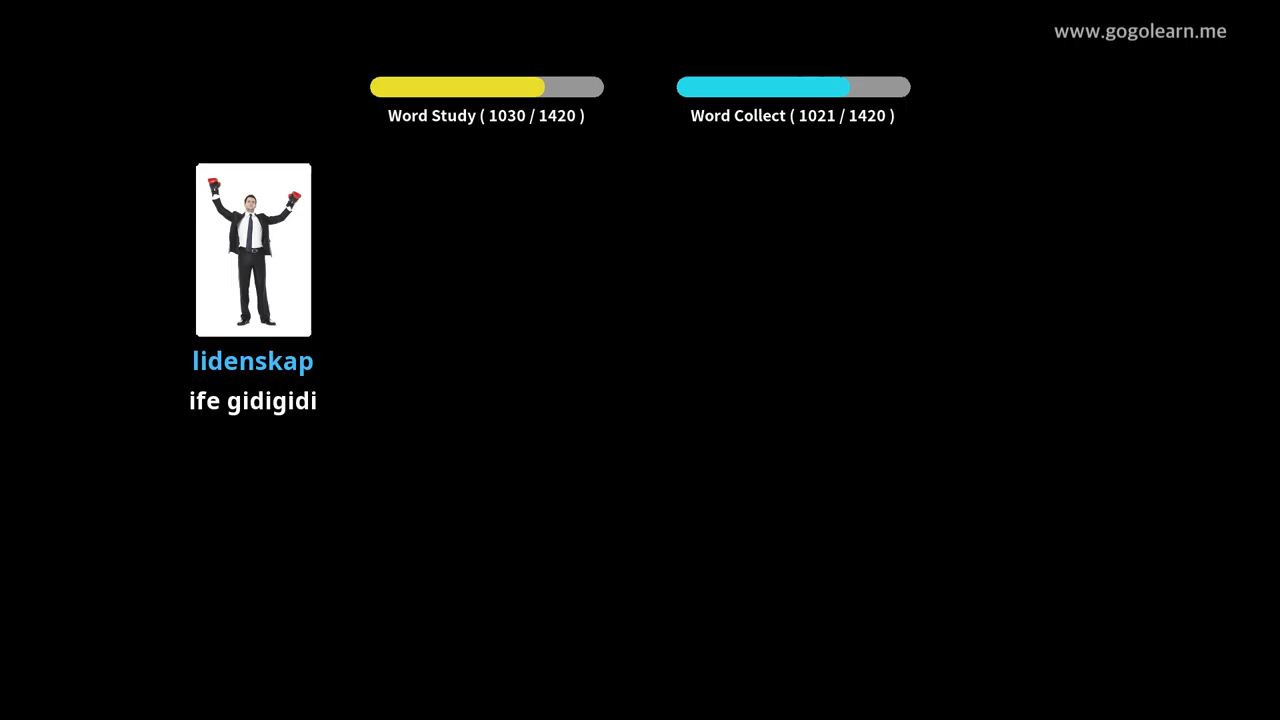 www.gogolearn.me
Word Study ( 1030 / 1420 )
Word Collect ( 1021 / 1420 )
lidenskap
ife gidigidi